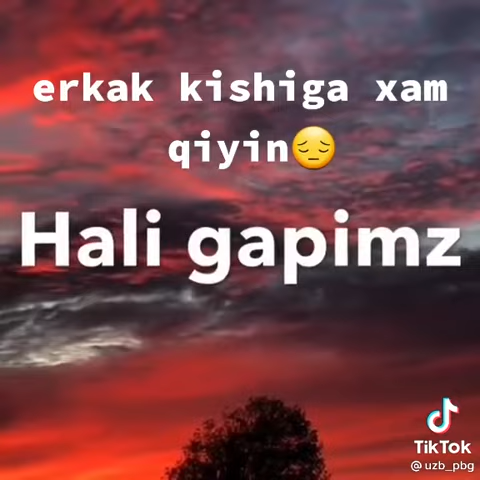 erkak kishiga xam
qiyin😔
Hali gapimz
TikTok
@uzb_pbg